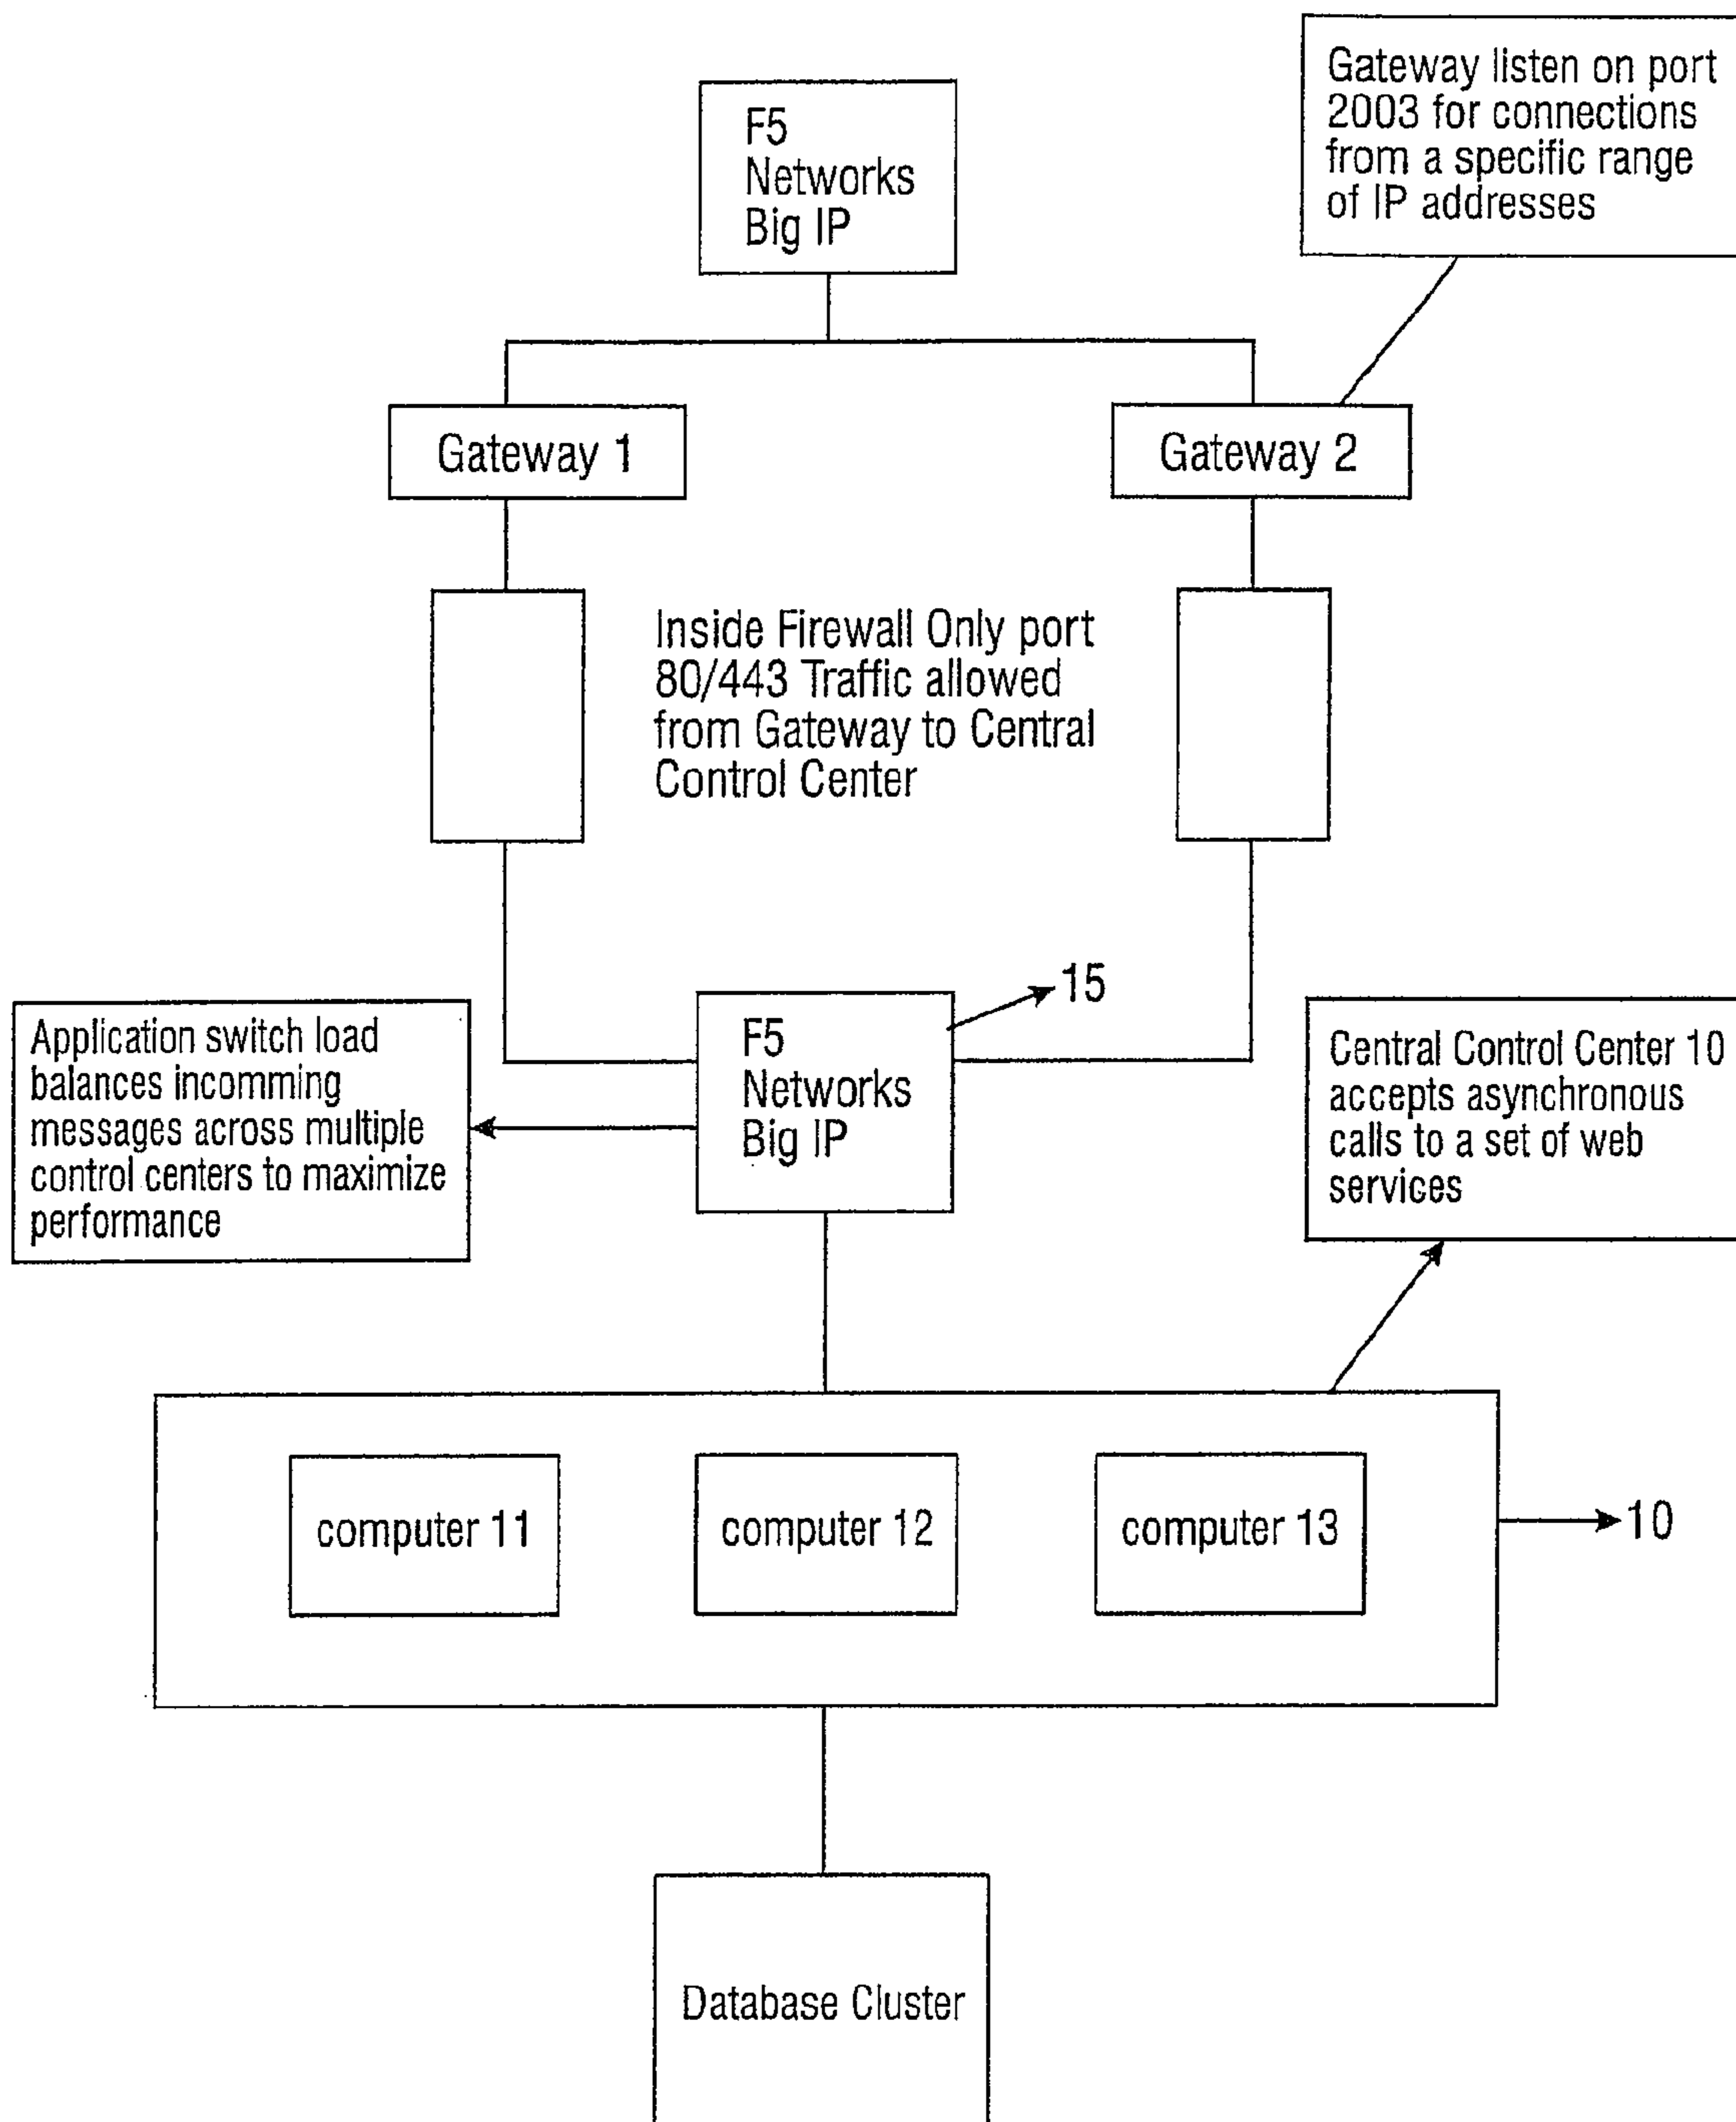 F5
Networks
Big IP
Gateway listen on port
2003 for connections
from a specific range
of IP addresses
Gateway 1
Gateway 2
Inside Firewall Only port
80/443 Traffic allowed
from Gateway to Central
Control Center
15
Application switch load
balances incomming
messages across multiple
control centers to maximize
performance
F5
Networks
Big IP
Central Control Center 10
accepts asynchronous
calls to a set of web
services
computer 11
computer 12
computer 13
10
Database Cluster